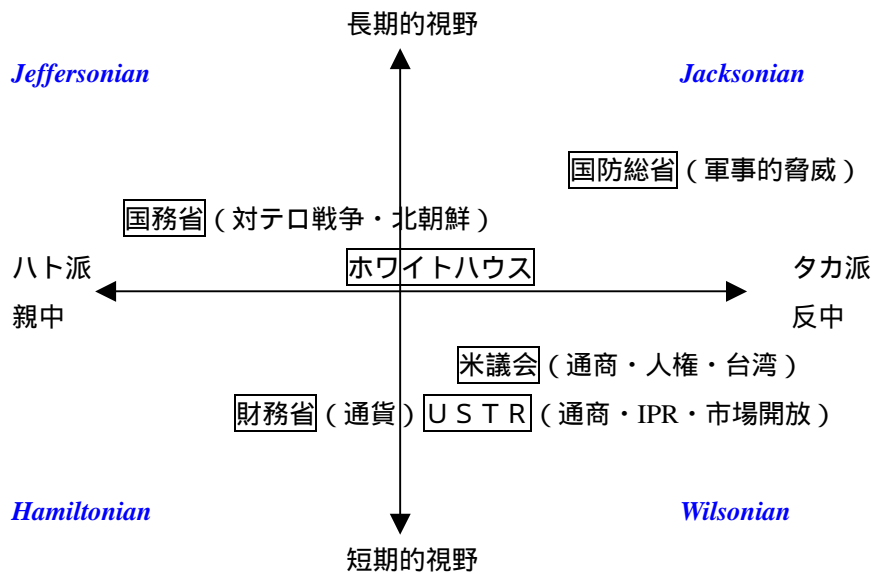 長期的視野
Jeffersonian
Jacksonian
国防総省（軍事的脅威）
国務省（対テロ戦争・北朝鮮）
ハト派
ホワイトハウス
タカ派
親中
反中
米議会（通商・人権・台湾）
財務省（通貨）
ＵＳＴＲ（通商・IPR・市場開放）
Hamiltonian
Wilsonian
短期的視野